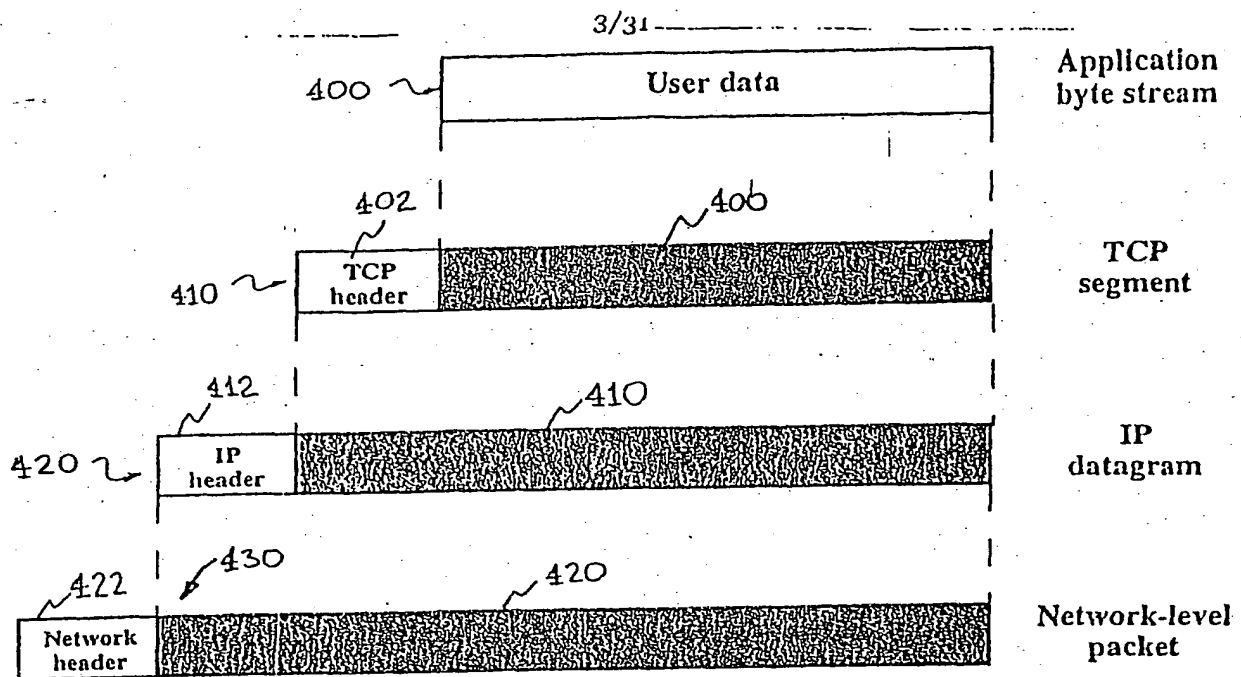 3/31
400
User data
Application
byte stream
402
406
410
TCP
header
TCP
segment
412
410
420
IP
header
IP
datagram
422
430
420
Network
header
Network-level
packet